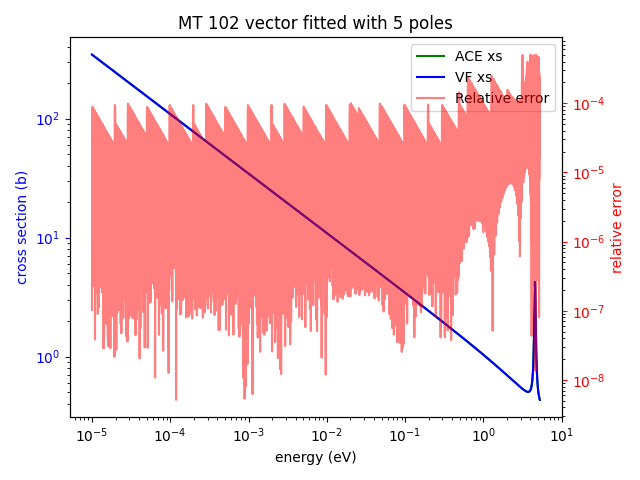 MT 102 vector fitted with 5 poles
ACE xs
VF xs
Relative error
cross section (b)
10²
10¹
10⁰
relative error
10⁻⁴
10⁻⁵
10⁻⁶
10⁻⁷
10⁻⁸
10⁻⁵ 10⁻⁴ 10⁻³ 10⁻² 10⁻¹ 10⁰ 10¹
energy (eV)